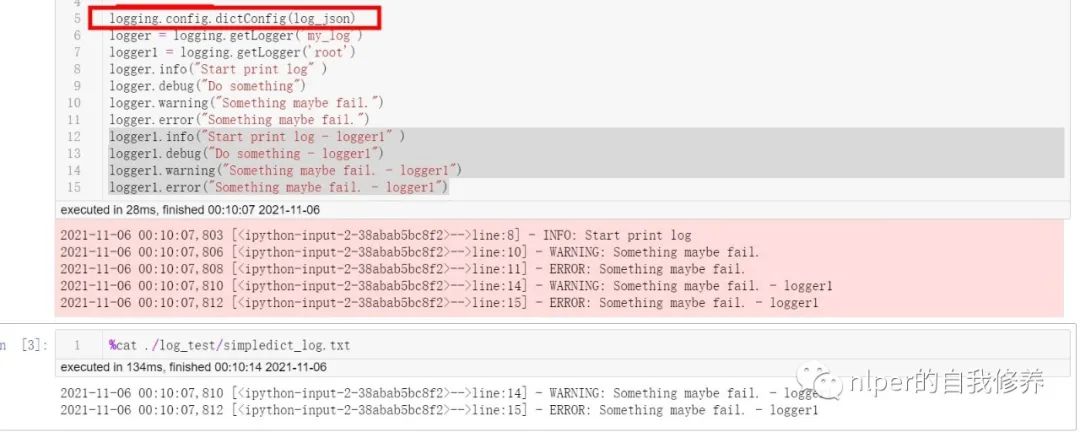 4
5 logging.config.dictConfig(log_json)
6 logger = logging.getLogger('my_log')
7 logger1 = logging.getLogger('root')
8 logger.info("Start print log" )
9 logger.debug("Do something")
10 logger.warning("Something maybe fail.")
11 logger.error("Something maybe fail.")
12 logger1.info("Start print log - logger1" )
13 logger1.debug("Do something - logger1")
14 logger1.warning("Something maybe fail. - logger1")
15 logger1.error("Something maybe fail. - logger1")
executed in 28ms, finished 00:10:07 2021-11-06
2021-11-06 00:10:07,803 [<ipython-input-2-38abab5bc8f2>-->line:8] - INFO: Start print log
2021-11-06 00:10:07,806 [<ipython-input-2-38abab5bc8f2>-->line:10] - WARNING: Something maybe fail.
2021-11-06 00:10:07,808 [<ipython-input-2-38abab5bc8f2>-->line:11] - ERROR: Something maybe fail.
2021-11-06 00:10:07,810 [<ipython-input-2-38abab5bc8f2>-->line:14] - WARNING: Something maybe fail. - logger1
2021-11-06 00:10:07,812 [<ipython-input-2-38abab5bc8f2>-->line:15] - ERROR: Something maybe fail. - logger1
n [3]: 1 %cat ./log_test/simpledict_log.txt
executed in 134ms, finished 00:10:14 2021-11-06
2021-11-06 00:10:07,810 [<ipython-input-2-38abab5bc8f2>-->line:14] - WARNING: Something maybe fail. - logger1
2021-11-06 00:10:07,812 [<ipython-input-2-38abab5bc8f2>-->line:15] - ERROR: Something maybe fail. - logger1
nlper的自我修养